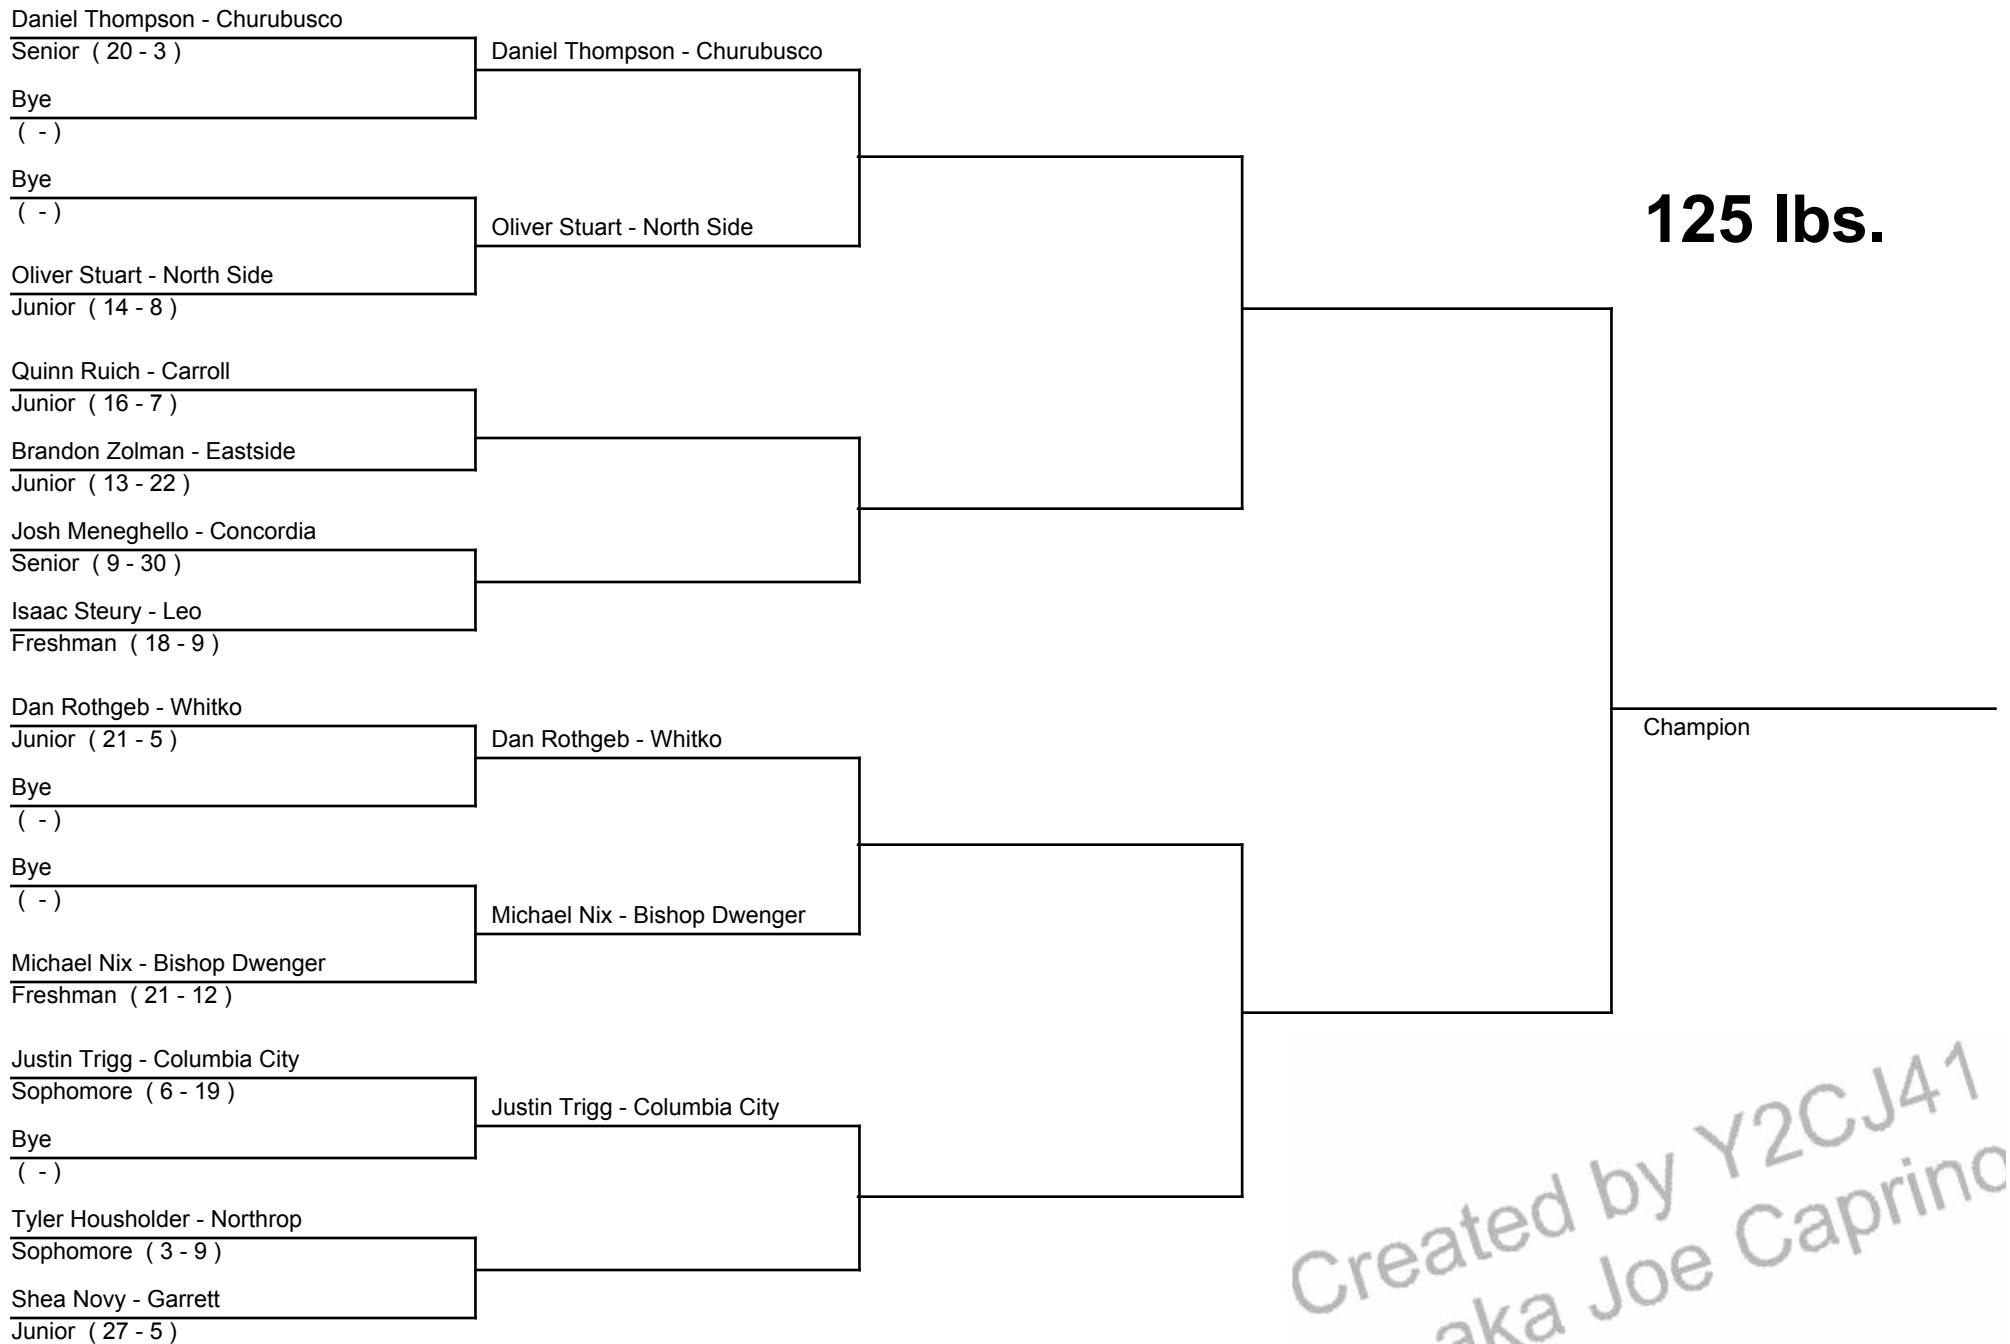 Daniel Thompson - Churubusco
Senior ( 20 - 3 )
Bye
( - )
Bye
( - )
Oliver Stuart - North Side
Junior ( 14 - 8 )
Quinn Ruich - Carroll
Junior ( 16 - 7 )
Brandon Zolman - Eastside
Junior ( 13 - 22 )
Josh Meneghello - Concordia
Senior ( 9 - 30 )
Isaac Steury - Leo
Freshman ( 18 - 9 )
Dan Rothgeb - Whitko
Junior ( 21 - 5 )
Bye
( - )
Bye
( - )
Michael Nix - Bishop Dwenger
Freshman ( 21 - 12 )
Justin Trigg - Columbia City
Sophomore ( 6 - 19 )
Bye
( - )
Tyler Housholder - Northrop
Sophomore ( 3 - 9 )
Shea Novy - Garrett
Junior ( 27 - 5 )
Daniel Thompson - Churubusco
Oliver Stuart - North Side
Dan Rothgeb - Whitko
Michael Nix - Bishop Dwenger
Justin Trigg - Columbia City
125 lbs.
Champion
Created by Y2CJ41
aka Joe Caprino